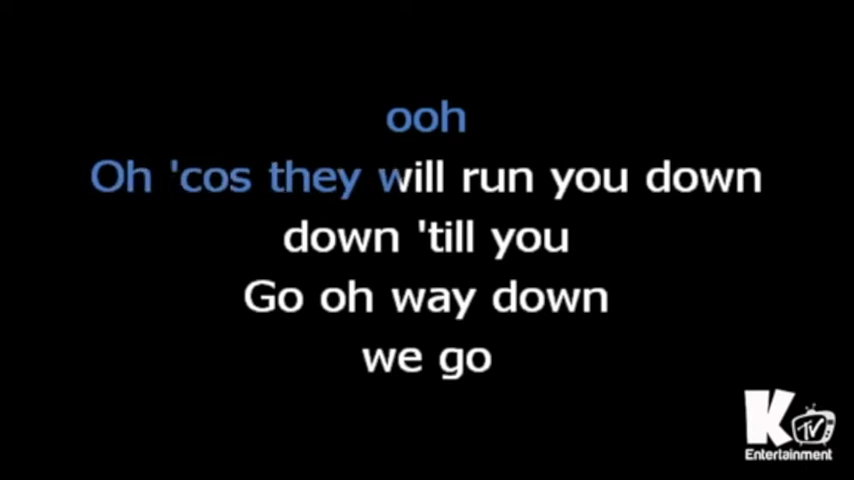 ooh
Oh 'cos they will run you down
down 'till you
Go oh way down
we go
K TV
Entertainment